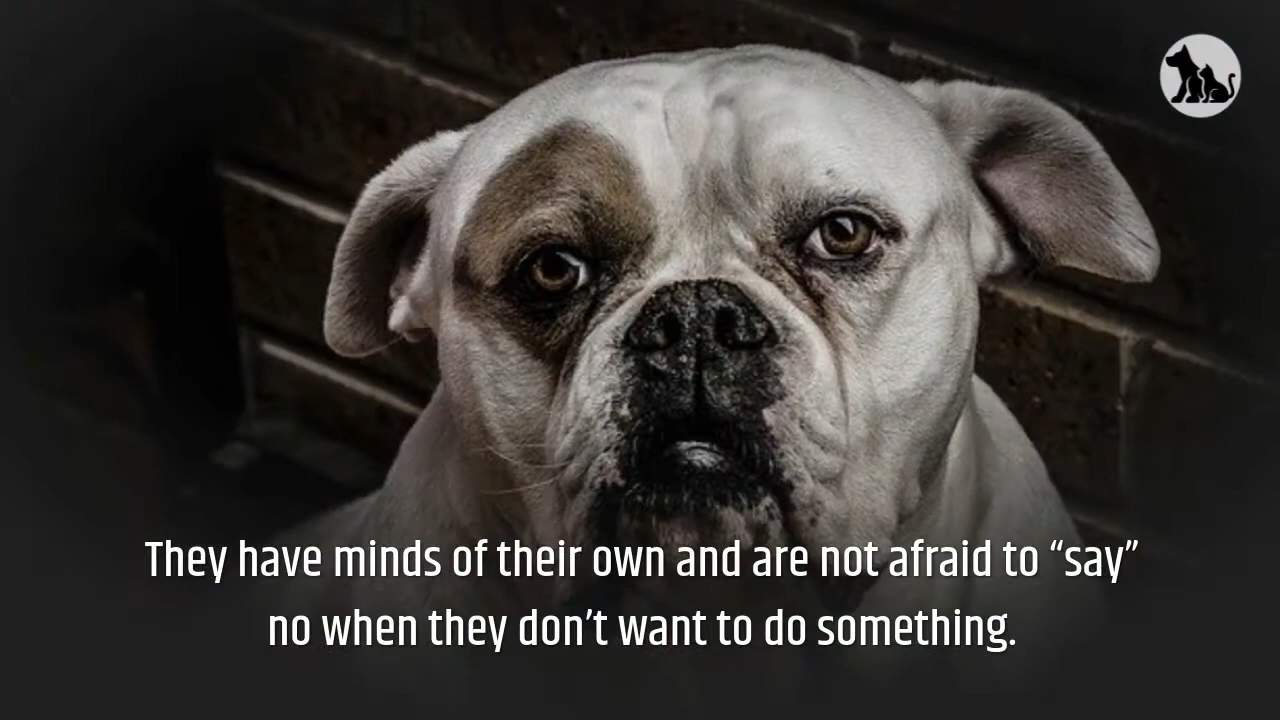 They have minds of their own and are not afraid to “say”
no when they don’t want to do something.